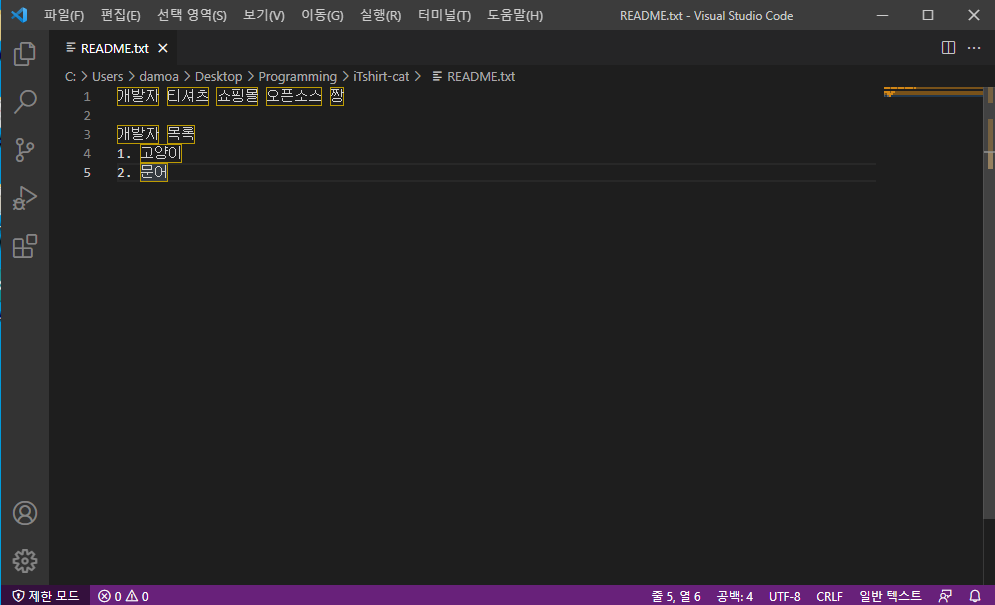 파일(F) 편집(E) 선택 영역(S) 보기(V) 이동(G) 실행(R) 터미널(T) 도움말(H) README.txt - Visual Studio Code
README.txt
C: > Users > damoa > Desktop > Programming > iTshirt-cat > README.txt
1 개발자 티셔츠 쇼핑몰 오픈소스 짱
2
3 개발자 목록
4 1. 고양이
5 2. 문어
제한 모드 0 0 줄 5, 열 6 공백: 4 UTF-8 CRLF 일반 텍스트